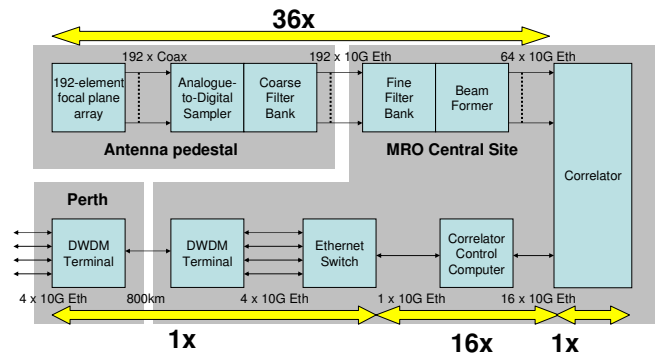 36x
192 x Coax
192 x 10G Eth
64 x 10G Eth
192-element
focal plane
array
Analogue-
to-Digital
Sampler
Coarse
Filter
Bank
Fine
Filter
Bank
Beam
Former
Correlator
Antenna pedestal
MRO Central Site
Perth
DWDM
Terminal
DWDM
Terminal
Ethernet
Switch
Correlator
Control
Computer
4 x 10G Eth
800km
4 x 10G Eth
1 x 10G Eth
16 x 10G Eth
1x
16x
1x